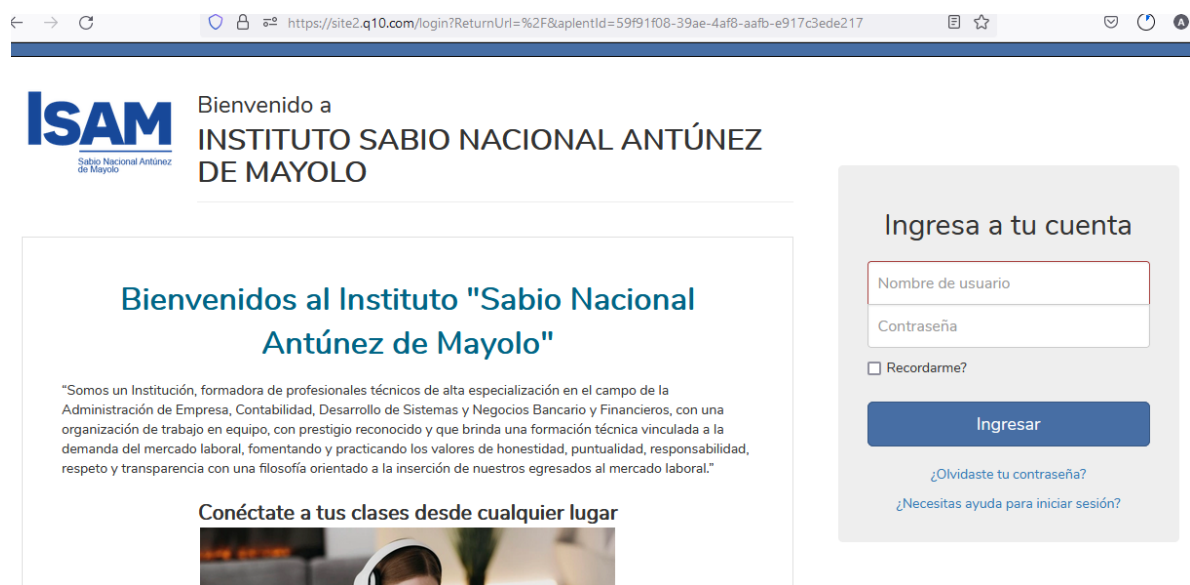 https://site2.q10.com/login?ReturnUrl=%2F&aplentId=59f91f08-39ae-4af8-aafb-e917c3ede217
A
ISAM
Sabio Nacional Antúnez
de Mayolo
Bienvenido a
INSTITUTO SABIO NACIONAL ANTÚNEZ
DE MAYOLO
Bienvenidos al Instituto "Sabio Nacional
Antúnez de Mayolo"
“Somos un Institución, formadora de profesionales técnicos de alta especialización en el campo de la
Administración de Empresa, Contabilidad, Desarrollo de Sistemas y Negocios Bancario y Financieros, con una
organización de trabajo en equipo, con prestigio reconocido y que brinda una formación técnica vinculada a la
demanda del mercado laboral, fomentando y practicando los valores de honestidad, puntualidad, responsabilidad,
respeto y transparencia con una filosofía orientado a la inserción de nuestros egresados al mercado laboral.”
Conéctate a tus clases desde cualquier lugar
Ingresa a tu cuenta
Nombre de usuario
Contraseña
Recordarme?
Ingresar
¿Olvidaste tu contraseña?
¿Necesitas ayuda para iniciar sesión?